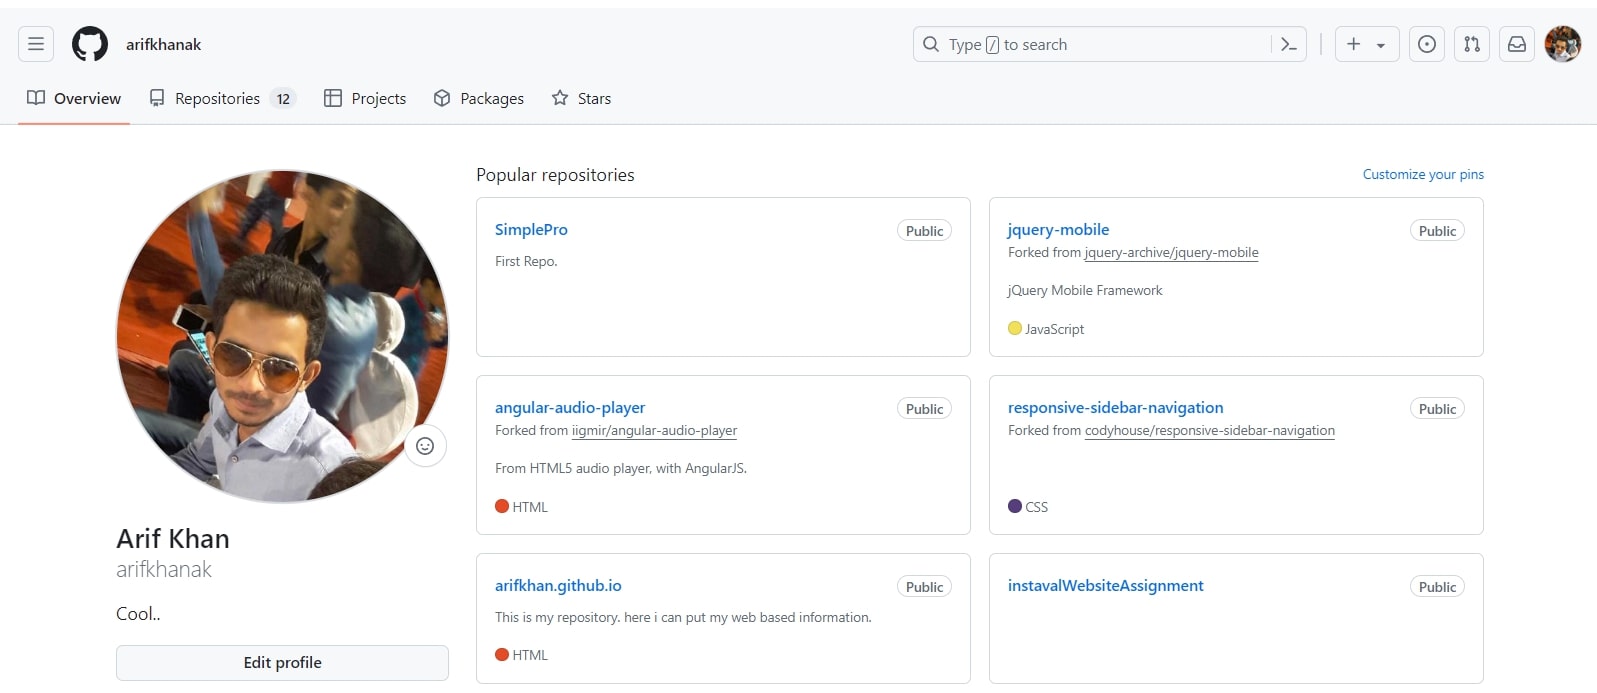 arifkhanak
Type / to search
Overview
Repositories 12
Projects
Packages
Stars
Arif Khan
arifkhanak
Cool..
Edit profile
Popular repositories
Customize your pins
SimplePro
Public
First Repo.
jquery-mobile
Public
Forked from jquery-archive/jquery-mobile
jQuery Mobile Framework
JavaScript
angular-audio-player
Public
Forked from iigmir/angular-audio-player
From HTML5 audio player, with AngularJS.
HTML
responsive-sidebar-navigation
Public
Forked from codyhouse/responsive-sidebar-navigation
CSS
arifkhan.github.io
Public
This is my repository. here i can put my web based information.
HTML
instavalWebsiteAssignment
Public